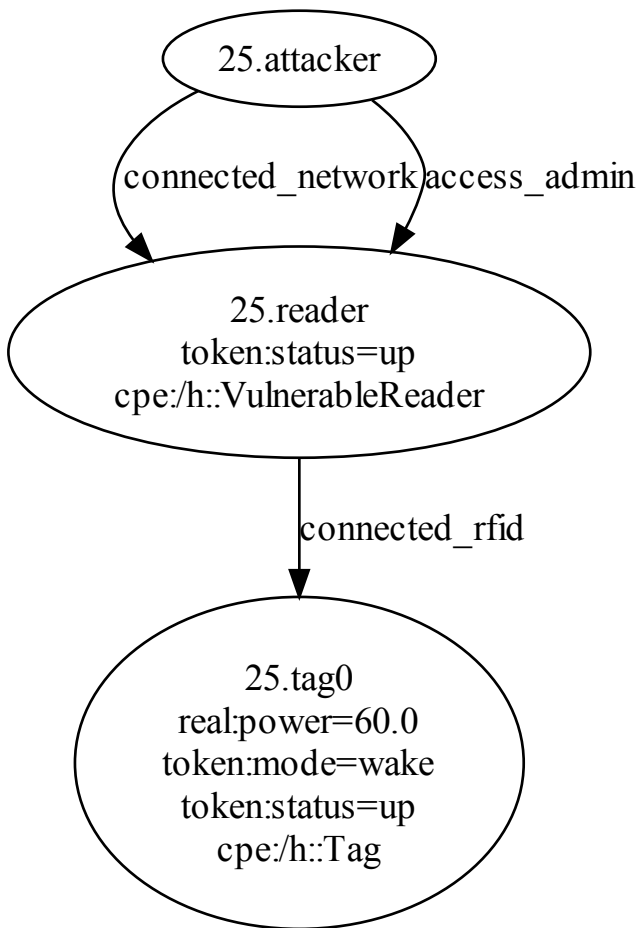 25.attacker
connected_network
access_admin
25.reader
token:status=up
cpe:/h::VulnerableReader
connected_rfid
25.tag0
real:power=60.0
token:mode=wake
token:status=up
cpe:/h::Tag